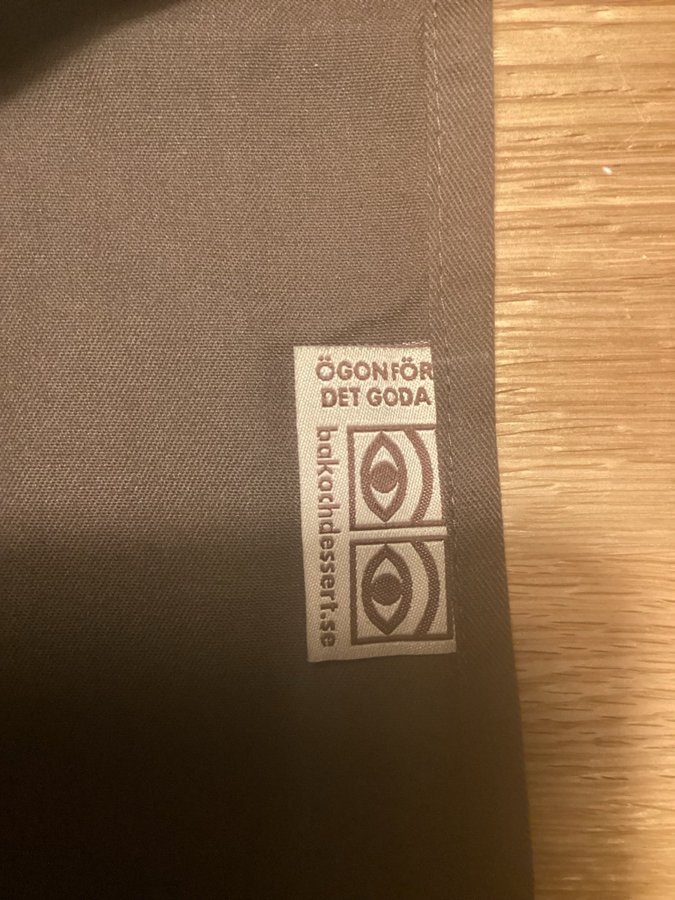 ÖGON FÖR
DET GODA
bakochdessert.se